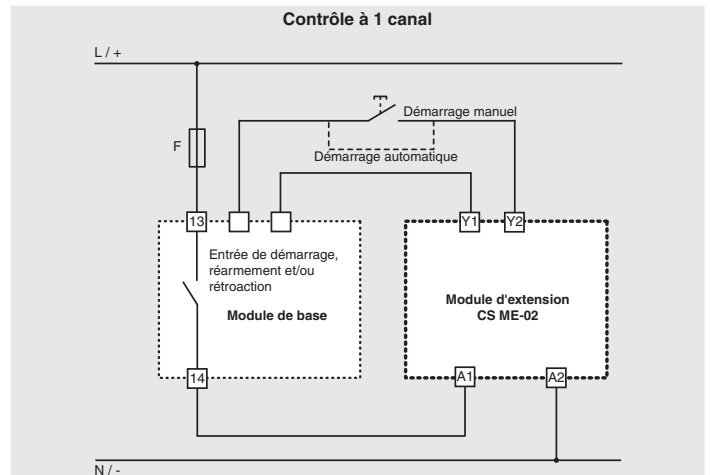 Contrôle à 1 canal
L / +
Démarrage manuel
F
Démarrage automatique
13
Y1
Y2
Entrée de démarrage,
réarmement et/ou
rétroaction
Module de base
Module d'extension
CS ME-02
14
A1
A2
N / -